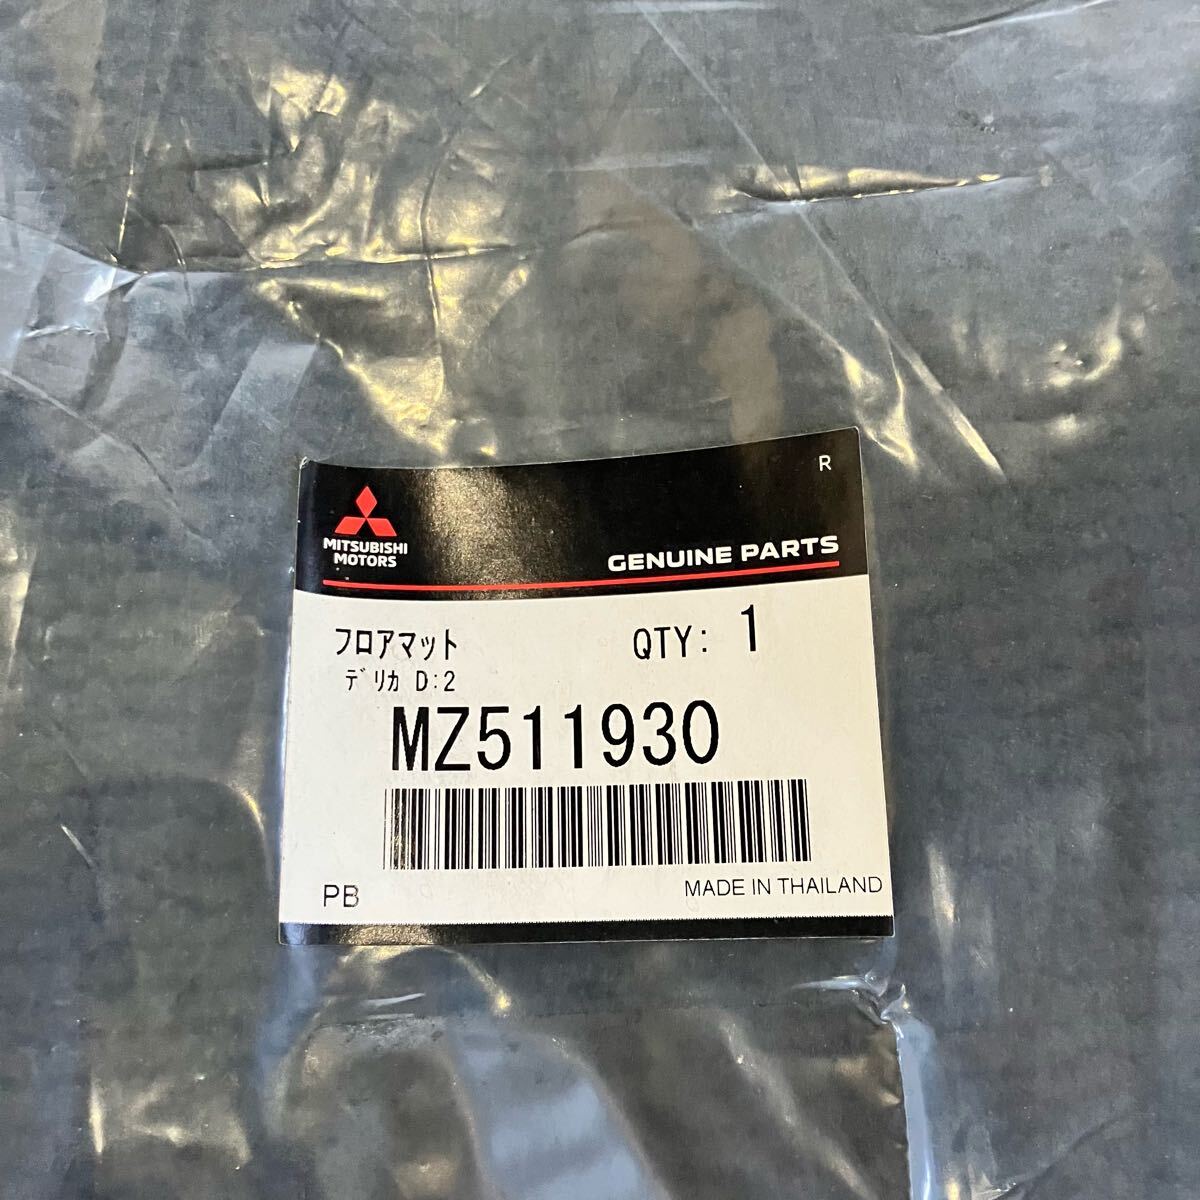 R
MITSUBISHI
MOTORS
GENUINE PARTS
フロアマット QTY: 1
デリカ D:2
MZ511930
PB MADE IN THAILAND